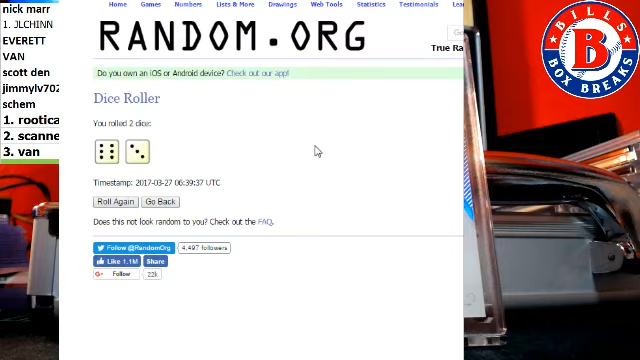 nick marr
1. JLCHINN
EVERETT
VAN
scott den
jimmylv702
schem
1. rootica
2. scanne
3. van
Home Games Numbers Lists & More Drawings Web Tools Statistics Testimonials
RANDOM.ORG
True Ra
Do you own an iOS or Android device? Check out our app!
Dice Roller
You rolled 2 dice:
Timestamp: 2017-03-27 06:39:37 UTC
Roll Again Go Back
Does this not look random to you? Check out the FAQ.
Follow @RandomOrg 4,497 followers
Like 1.1M Share
G+ Follow 22k
BILLS
B
BOX BREAKS